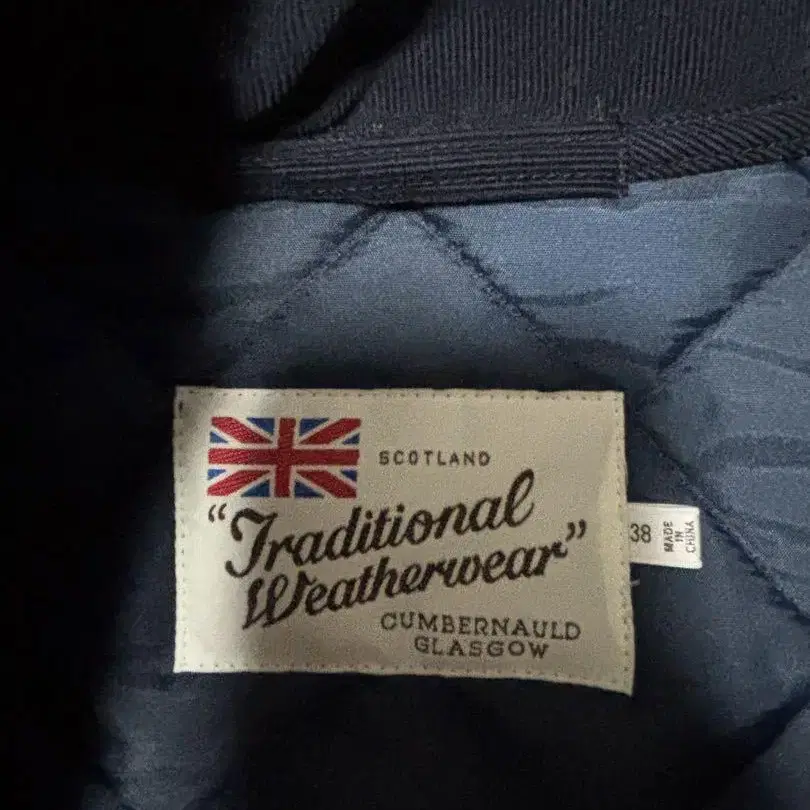 SCOTLAND
"Traditional
Weatherwear"
CUMBERNAULD
GLASGOW
38
MADE
IN
CHINA